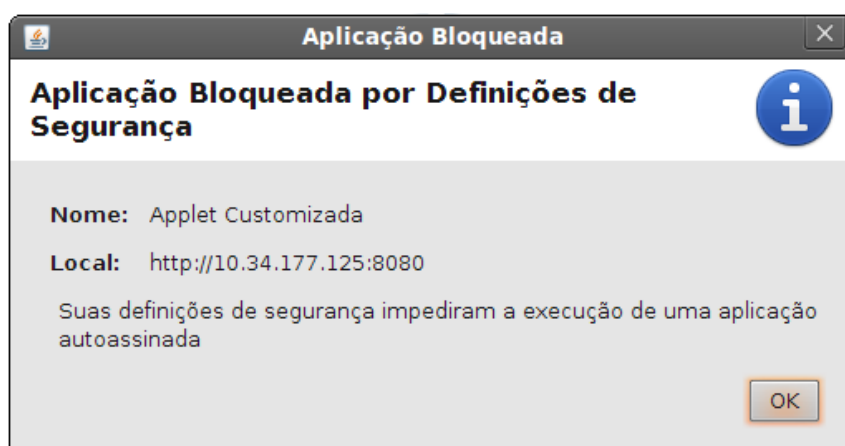 Aplicação Bloqueada
Aplicação Bloqueada por Definições de
Segurança
Nome: Applet Customizada
Local: http://10.34.177.125:8080
Suas definições de segurança impediram a execução de uma aplicação
autoassinada
OK